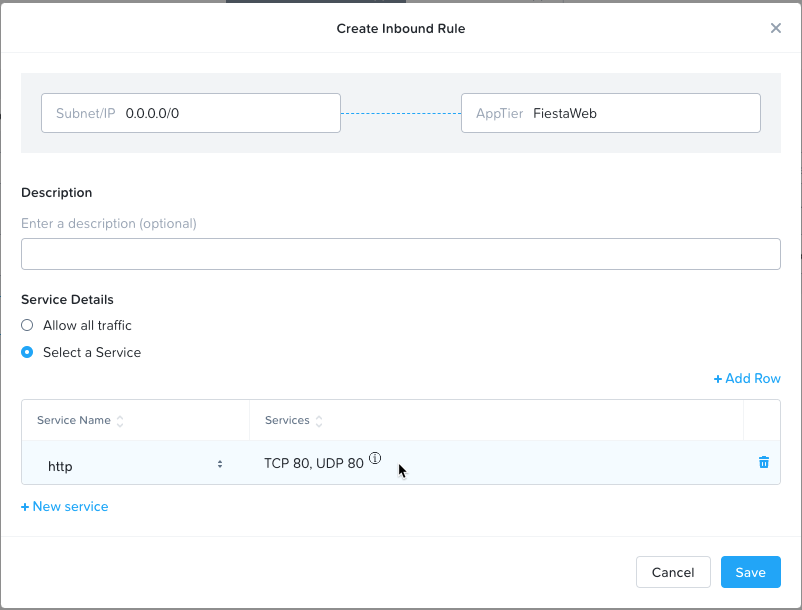 Create Inbound Rule
Subnet/IP 0.0.0.0/0
AppTier FiestaWeb
Description
Enter a description (optional)
Service Details
Allow all traffic
Select a Service
+ Add Row
Service Name
Services
http
TCP 80, UDP 80
+ New service
Cancel
Save